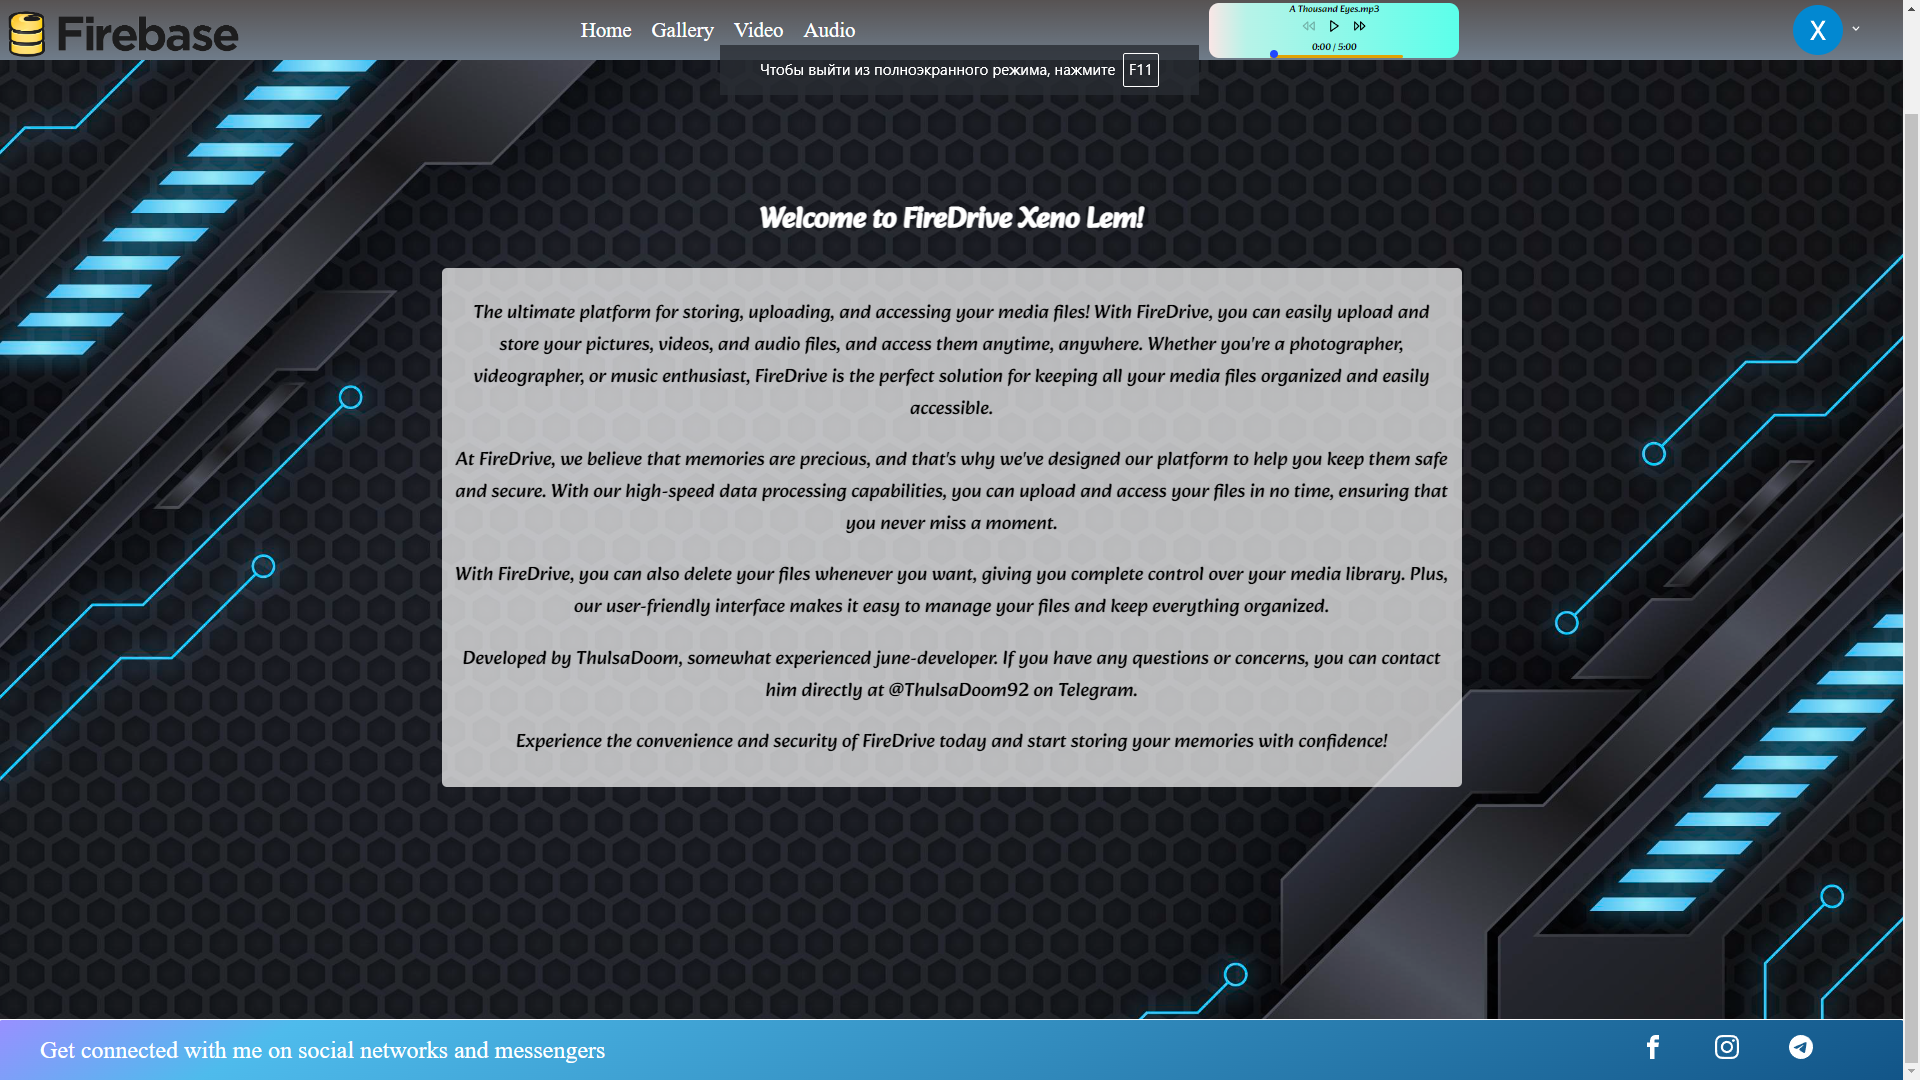 Firebase
Home Gallery Video Audio
A Thousand Eyes.mp3
0:00 / 5:00
X
Чтобы выйти из полноэкранного режима, нажмите F11
Welcome to FireDrive Xeno Lem!
The ultimate platform for storing, uploading, and accessing your media files! With FireDrive, you can easily upload and
store your pictures, videos, and audio files, and access them anytime, anywhere. Whether you're a photographer,
videographer, or music enthusiast, FireDrive is the perfect solution for keeping all your media files organized and easily
accessible.
At FireDrive, we believe that memories are precious, and that's why we've designed our platform to help you keep them safe
and secure. With our high-speed data processing capabilities, you can upload and access your files in no time, ensuring that
you never miss a moment.
With FireDrive, you can also delete your files whenever you want, giving you complete control over your media library. Plus,
our user-friendly interface makes it easy to manage your files and keep everything organized.
Developed by ThulsaDoom, somewhat experienced june-developer. If you have any questions or concerns, you can contact
him directly at @ThulsaDoom92 on Telegram.
Experience the convenience and security of FireDrive today and start storing your memories with confidence!
Get connected with me on social networks and messengers